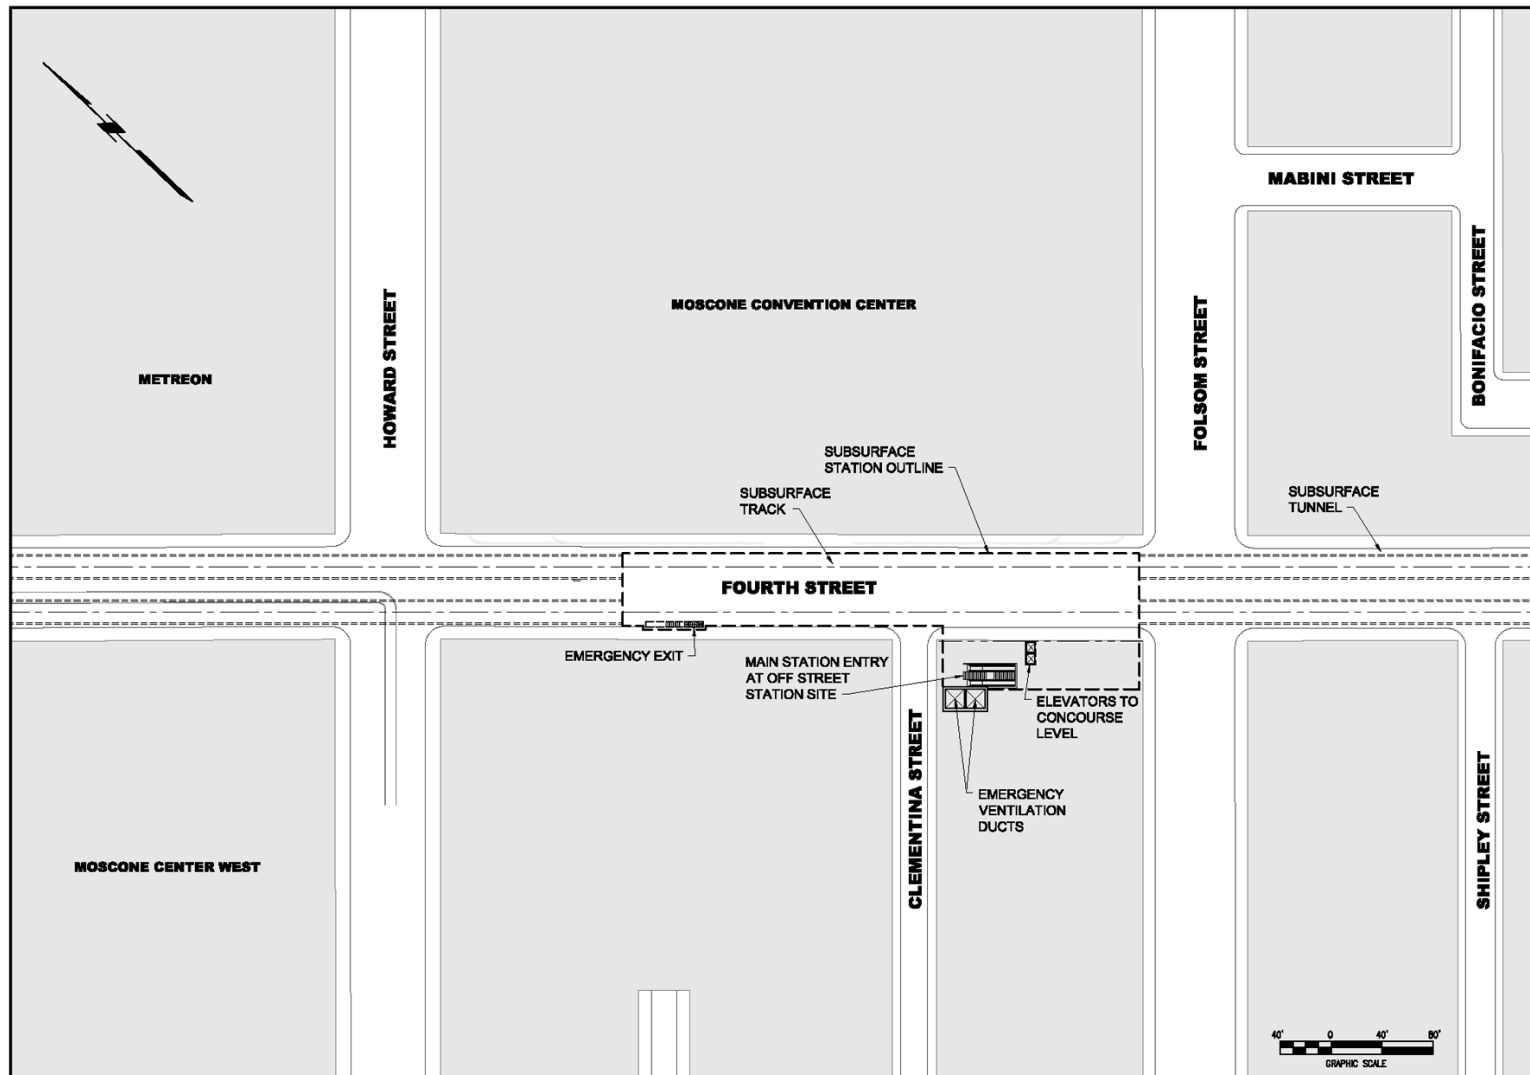 MABINI STREET
BONIFACIO STREET
HOWARD STREET
MOSCONE CONVENTION CENTER
FOLSOM STREET
METREON
SUBSURFACE
STATION OUTLINE
SUBSURFACE
TRACK
SUBSURFACE
TUNNEL
FOURTH STREET
EMERGENCY EXIT
MAIN STATION ENTRY
AT OFF STREET
STATION SITE
ELEVATORS TO
CONCOURSE
LEVEL
CLEMENTINA STREET
EMERGENCY
VENTILATION
DUCTS
SHIPLEY STREET
MOSCONE CENTER WEST
40' 0 40' 80'
GRAPHIC SCALE